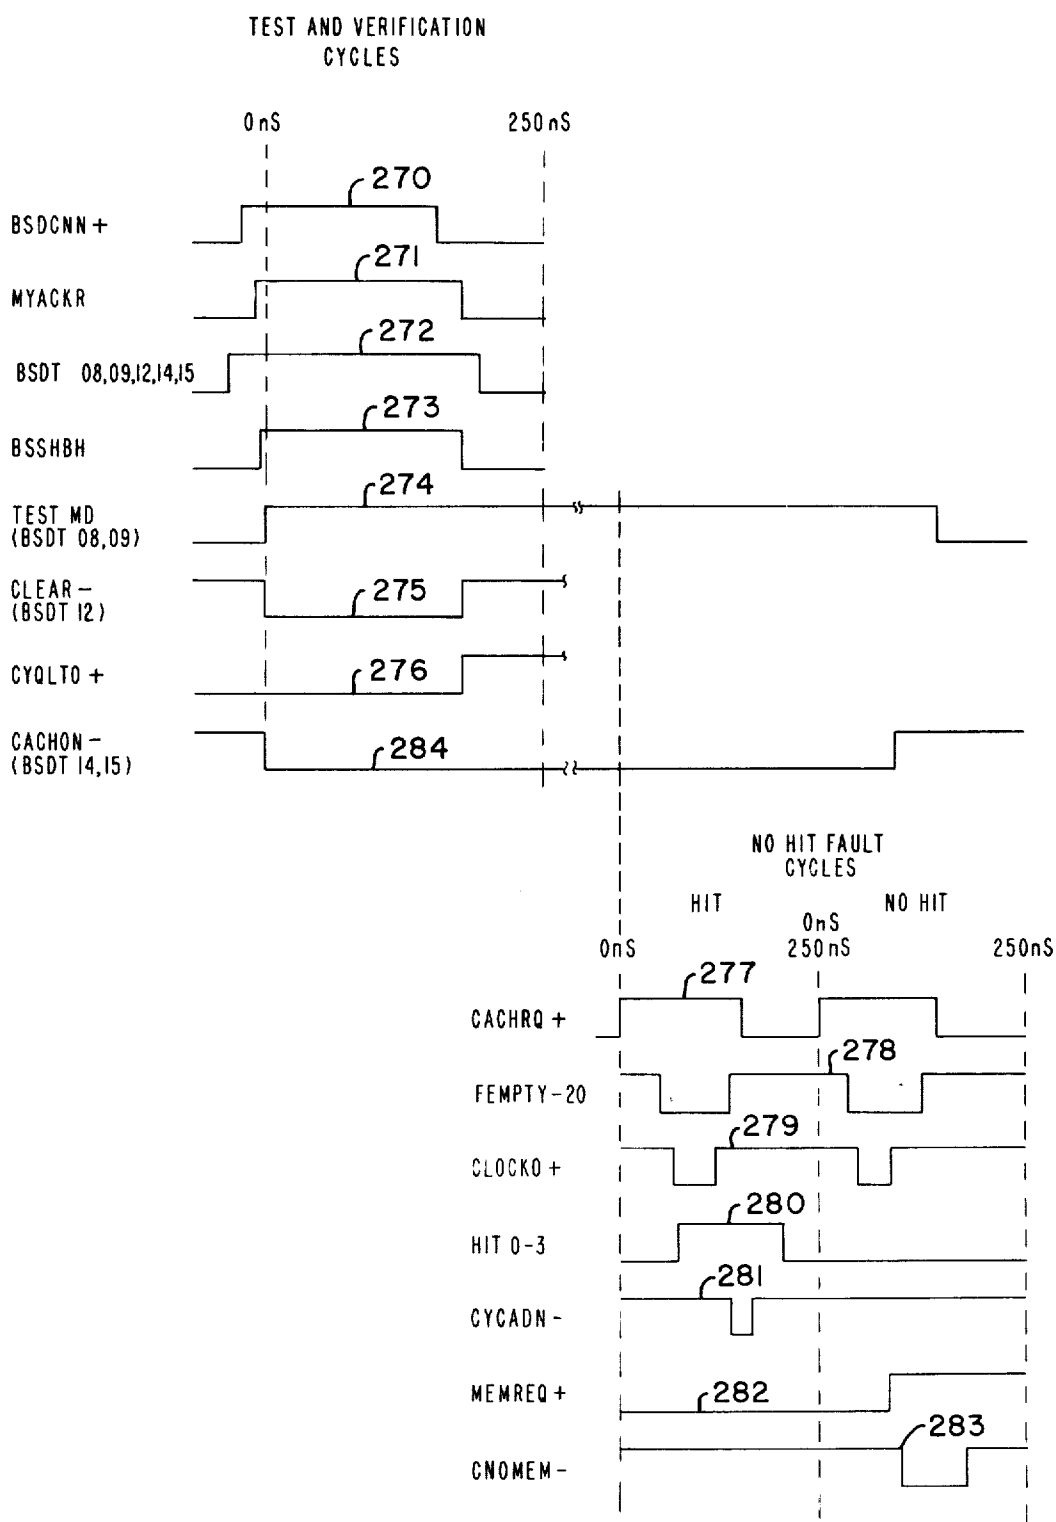 TEST AND VERIFICATION
CYCLES
0nS 250nS
270
BSDCNN+
271
MYACKR
272
BSDT 08,09,12,14,15
273
BSSHBH
274
TEST MD
(BSDT 08,09)
CLEAR- 275
(BSDT 12)
CYQLTO+ 276
CACHON- 284
(BSDT 14,15)
NO HIT FAULT
CYCLES
HIT NO HIT
0nS
0nS 250nS 250nS
277
CACHRQ+
278
FEMPTY-20
279
CLOCKO+
280
HIT 0-3
281
CYCADN-
MEMREQ+ 282
283
CNOMEM-